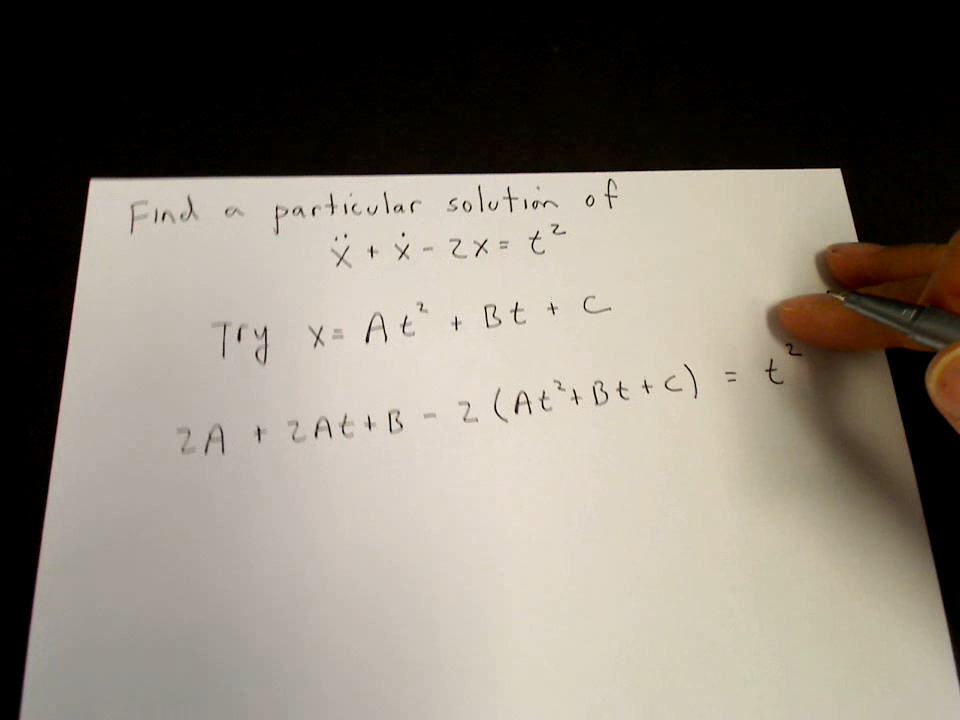 Find a particular solution of
ẍ + ẋ - 2x = t²
Try x = At² + Bt + C
2A + 2At + B - 2(At² + Bt + C) = t²